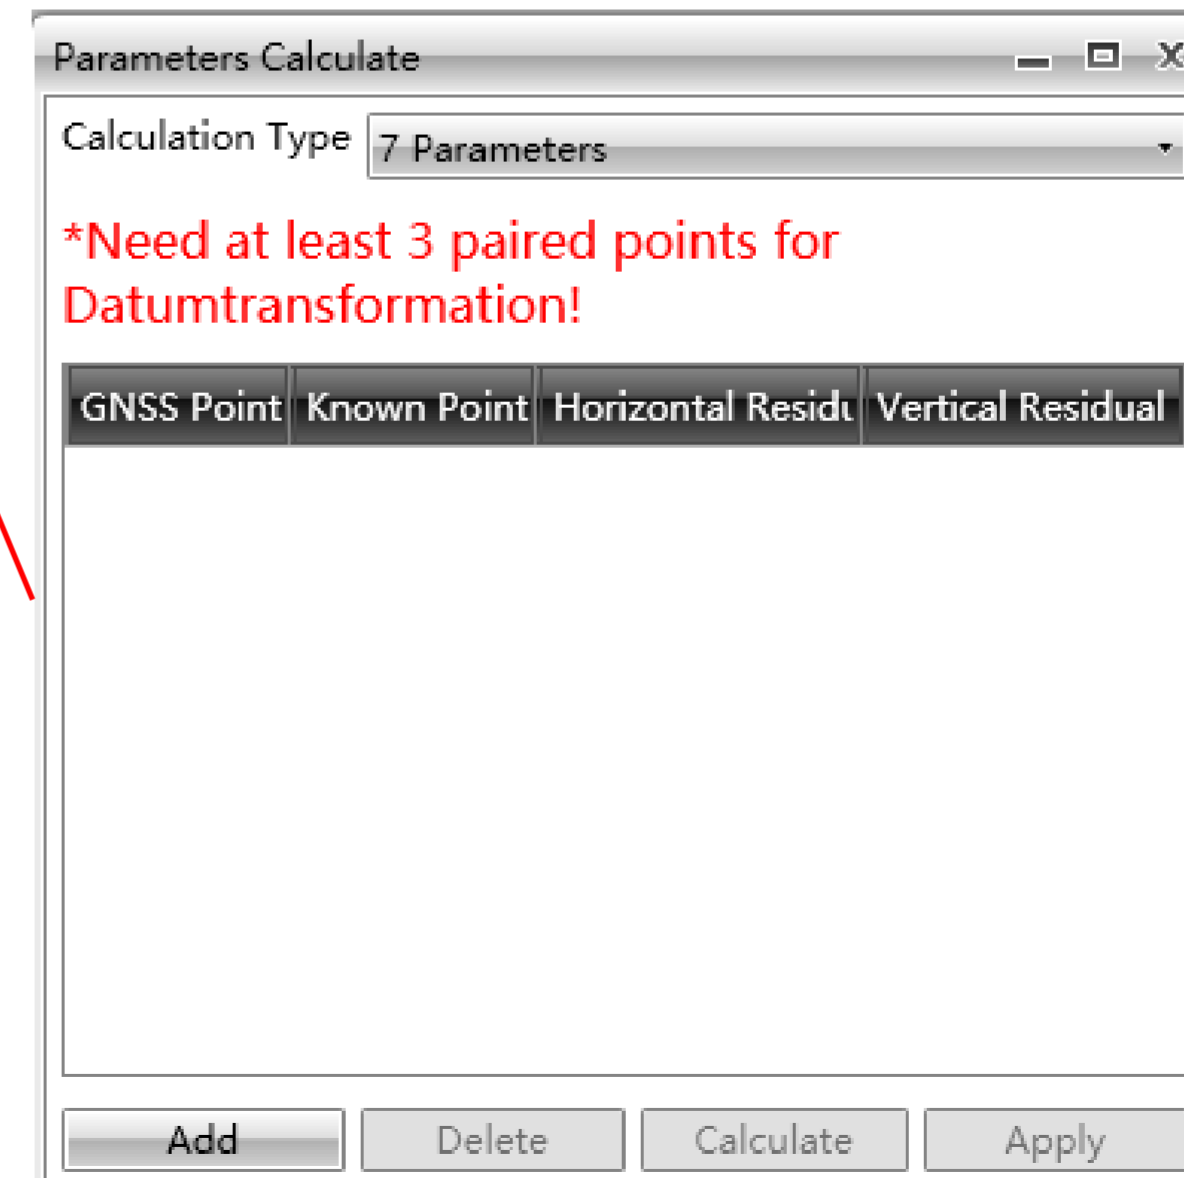 Parameters Calculate
Calculation Type 7 Parameters
*Need at least 3 paired points for
Datumtransformation!
GNSS Point Known Point Horizontal Residu Vertical Residual
Add Delete Calculate Apply